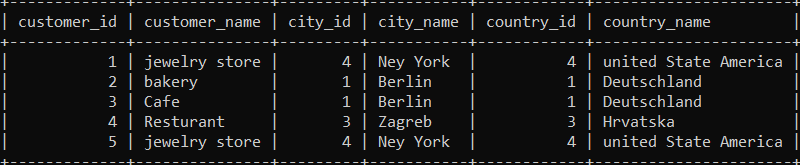 customer_id | customer_name | city_id | city_name | country_id | country_name
1 | jewelry store | 4 | Ney York | 4 | united State America
2 | bakery | 1 | Berlin | 1 | Deutschland
3 | Cafe | 1 | Berlin | 1 | Deutschland
4 | Resturant | 3 | Zagreb | 3 | Hrvatska
5 | jewelry store | 4 | Ney York | 4 | united State America